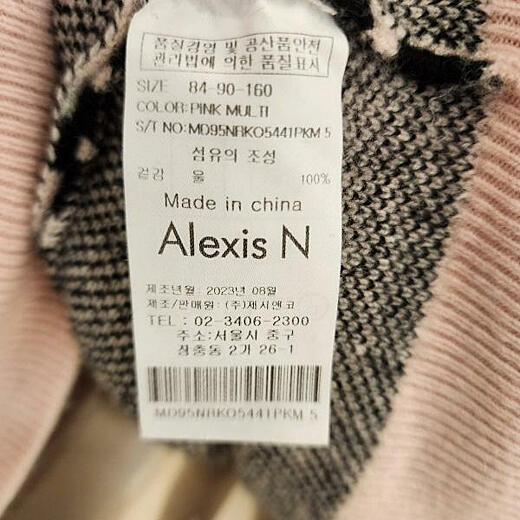 품질경영 및 공산품안전
관리법에 의한 품질표시
SIZE 84-90-160
COLOR:PINK MULTI
S/T NO:MD95NBKO5441PKM 5
섬유의 조성
겉감 울 100%
Made in china
Alexis N
제조년월 : 2023년 08월
제조/판매원 : (주)제시앤코
TEL : 02-3406-2300
주소:서울시 중구
장충동 2가 26-1
MD95NBKO5441PKM 5